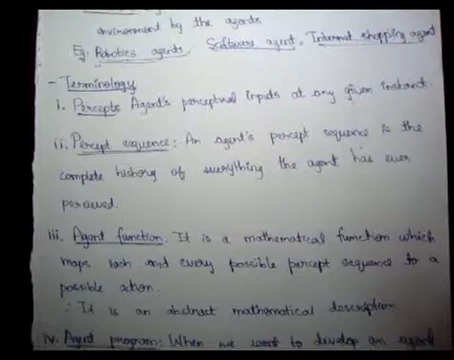 environment by the agents
Eg: Robotics agents, Software agent, Internet shopping agent
- Terminology
i. Percepts Agent's perceptual inputs at any given instant.
ii. Percept sequence: An agent's percept sequence is the
complete history of everything the agent has ever
percieved.
iii. Agent function: It is a mathematical function which
maps each and every possible percept sequence to a
possible action.
It is an abstract mathematical description
iv. Agent program: When we want to develop an agent